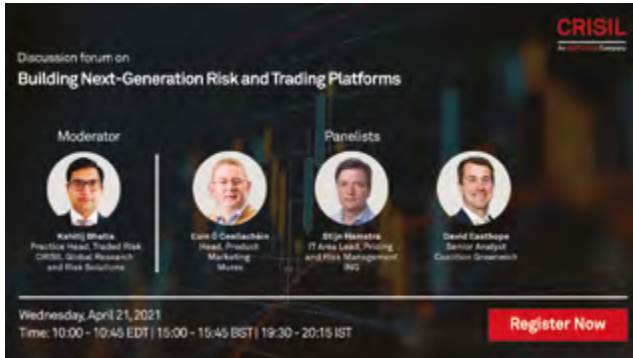 CRISIL
An S&P Global Company
Discussion forum on
Building Next-Generation Risk and Trading Platforms
Moderator
Panelists
Kshitij Bhatia
Practice Head, Traded Risk
CRISIL Global Research
and Risk Solutions
Eoin Ó Ceallacháin
Head, Product
Marketing
Murex
Stijn Hamstra
IT Area Lead, Pricing
and Risk Management
ING
David Easthope
Senior Analyst
Coalition Greenwich
Wednesday, April 21, 2021
Time: 10:00 - 10:45 EDT | 15:00 - 15:45 BST | 19:30 - 20:15 IST
Register Now